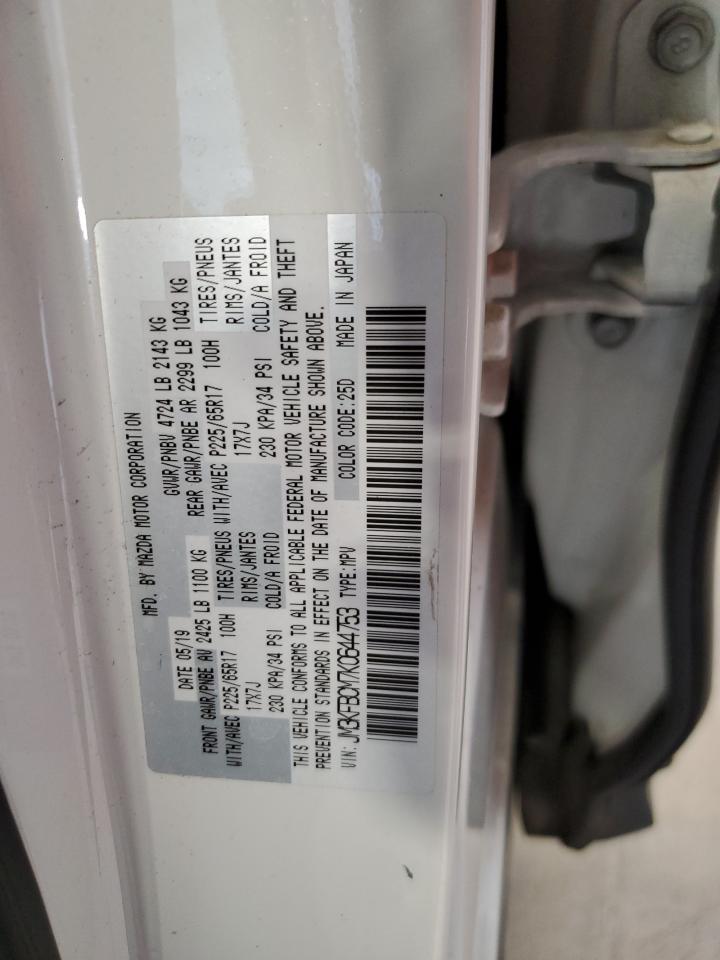 MFD. BY MAZDA MOTOR CORPORATION
DATE 05/19 GVWR/PNBV 4724 LB 2143 KG
FRONT GAWR/PNBE AV 2425 LB 1100 KG REAR GAWR/PNBE AR 2299 LB 1043 KG
WITH/AVEC P225/65R17 100H TIRES/PNEUS WITH/AVEC P225/65R17 100H TIRES/PNEUS
17X7J RIMS/JANTES 17X7J RIMS/JANTES
230 KPA/34 PSI COLD/A FROID 230 KPA/34 PSI COLD/A FROID
THIS VEHICLE CONFORMS TO ALL APPLICABLE FEDERAL MOTOR VEHICLE SAFETY AND THEFT
PREVENTION STANDARDS IN EFFECT ON THE DATE OF MANUFACTURE SHOWN ABOVE.
VIN: JM3KFBCM7K0644753 TYPE:MPV COLOR CODE:25D MADE IN JAPAN